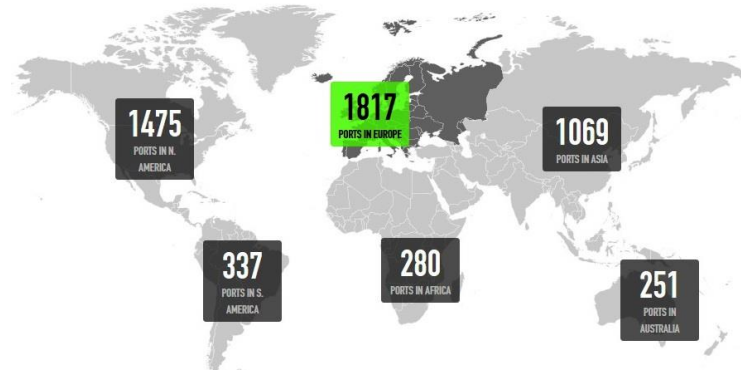 1475
PORTS IN N.
AMERICA
1817
PORTS IN EUROPE
1069
PORTS IN ASIA
337
PORTS IN S.
AMERICA
280
PORTS IN AFRICA
251
PORTS IN
AUSTRALIA